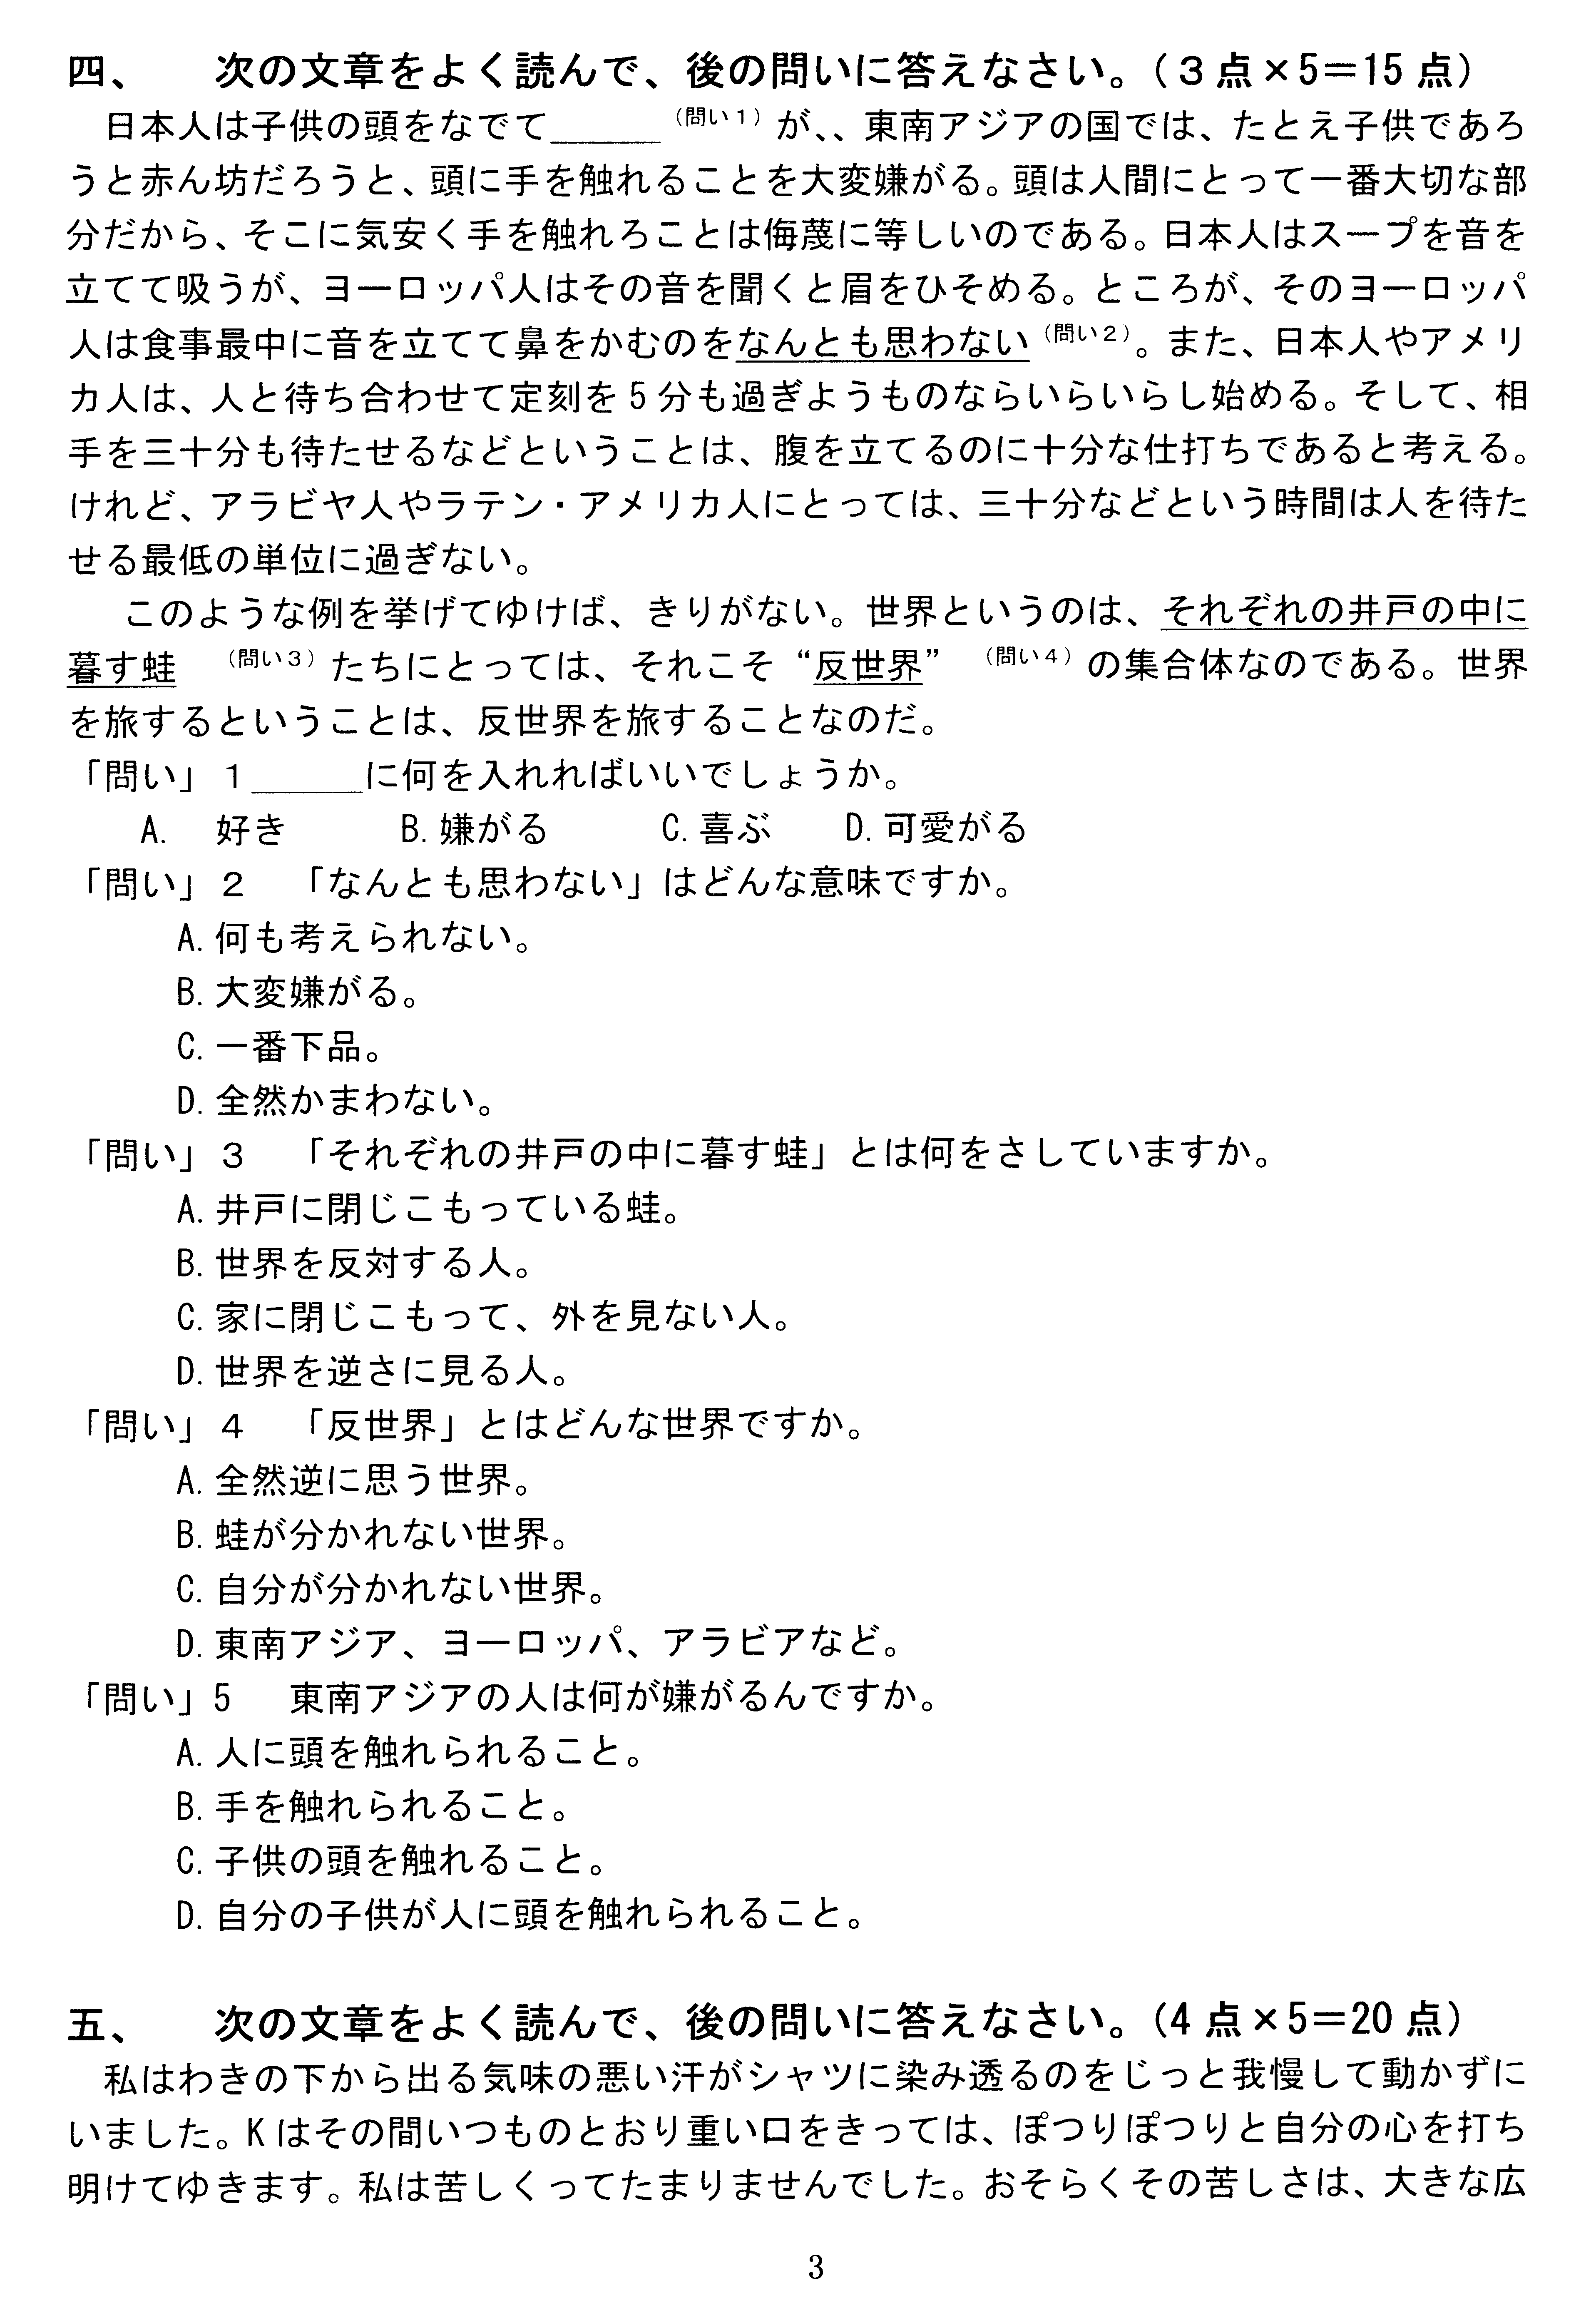 四、　　次の文章をよく読んで、後の問いに答えなさい。（３点×5＝15 点）
日本人は子供の頭をなでて＿＿＿（問い１）が、、東南アジアの国では、たとえ子供であろ
うと赤ん坊だろうと、頭に手を触れることを大変嫌がる。頭は人間にとって一番大切な部
分だから、そこに気安く手を触れろことは侮蔑に等しいのである。日本人はスープを音を
立てて吸うが、ヨーロッパ人はその音を聞くと眉をひそめる。ところが、そのヨーロッパ
人は食事最中に音を立てて鼻をかむのをなんとも思わない（問い２）。また、日本人やアメリ
カ人は、人と待ち合わせて定刻を 5 分も過ぎようものならいらいらし始める。そして、相
手を三十分も待たせるなどということは、腹を立てるのに十分な仕打ちであると考える。
けれど、アラビヤ人やラテン・アメリカ人にとっては、三十分などという時間は人を待た
せる最低の単位に過ぎない。
このような例を挙げてゆけば、きりがない。世界というのは、それぞれの井戸の中に
暮す蛙　（問い３）たちにとっては、それこそ“反世界”　（問い４）の集合体なのである。世界
を旅するということは、反世界を旅することなのだ。
「問い」 1＿＿＿に何を入れればいいでしょうか。
A.　好き　　　B. 嫌がる　　　C. 喜ぶ　　D. 可愛がる
「問い」 ２　「なんとも思わない」はどんな意味ですか。
A. 何も考えられない。
B. 大変嫌がる。
C. 一番下品。
D. 全然かまわない。
「問い」 ３　「それぞれの井戸の中に暮す蛙」とは何をさしていますか。
A. 井戸に閉じこもっている蛙。
B. 世界を反対する人。
C. 家に閉じこもって、外を見ない人。
D. 世界を逆さに見る人。
「問い」 ４　「反世界」とはどんな世界ですか。
A. 全然逆に思う世界。
B. 蛙が分かれない世界。
C. 自分が分かれない世界。
D. 東南アジア、ヨーロッパ、アラビアなど。
「問い」5　東南アジアの人は何が嫌がるんですか。
A. 人に頭を触れられること。
B. 手を触れられること。
C. 子供の頭を触れること。
D. 自分の子供が人に頭を触れられること。
五、　　次の文章をよく読んで、後の問いに答えなさい。（4 点×5＝20 点）
私はわきの下から出る気味の悪い汗がシャツに染み透るのをじっと我慢して動かずに
いました。K はその間いつものとおり重い口をきっては、ぽつりぽつりと自分の心を打ち
明けてゆきます。私は苦しくってたまりませんでした。おそらくその苦しさは、大きな広
3